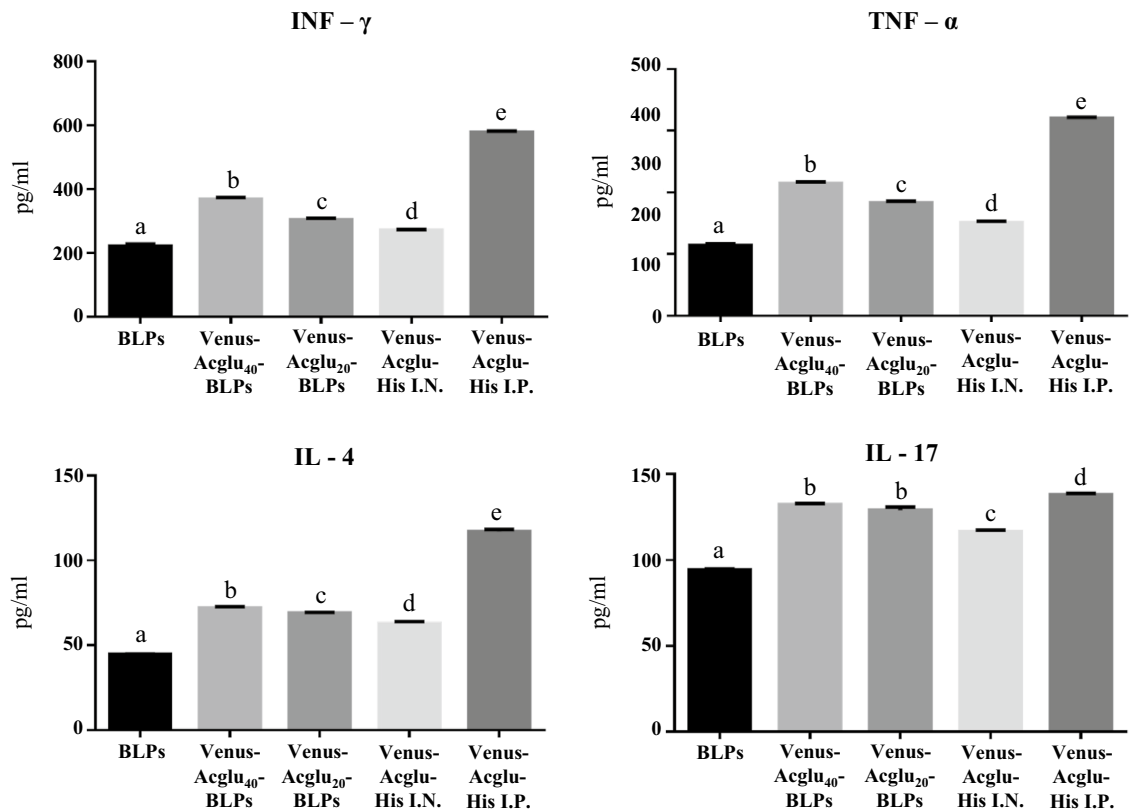 INF – γ
pg/ml
800
600
400
200
0
a
b
c
d
e
BLPs
Venus-
Acglu₄₀-
BLPs
Venus-
Acglu₂₀-
BLPs
Venus-
Acglu-
His I.N.
Venus-
Acglu-
His I.P.
TNF – α
pg/ml
500
400
300
200
100
0
a
b
c
d
e
BLPs
Venus-
Acglu₄₀-
BLPs
Venus-
Acglu₂₀-
BLPs
Venus-
Acglu-
His I.N.
Venus-
Acglu-
His I.P.
IL - 4
pg/ml
150
100
50
0
a
b
c
d
e
BLPs
Venus-
Acglu₄₀-
BLPs
Venus-
Acglu₂₀-
BLPs
Venus-
Acglu-
His I.N.
Venus-
Acglu-
His I.P.
IL - 17
pg/ml
150
100
50
0
a
b
b
c
d
BLPs
Venus-
Acglu₄₀-
BLPs
Venus-
Acglu₂₀-
BLPs
Venus-
Acglu-
His I.N.
Venus-
Acglu-
His I.P.